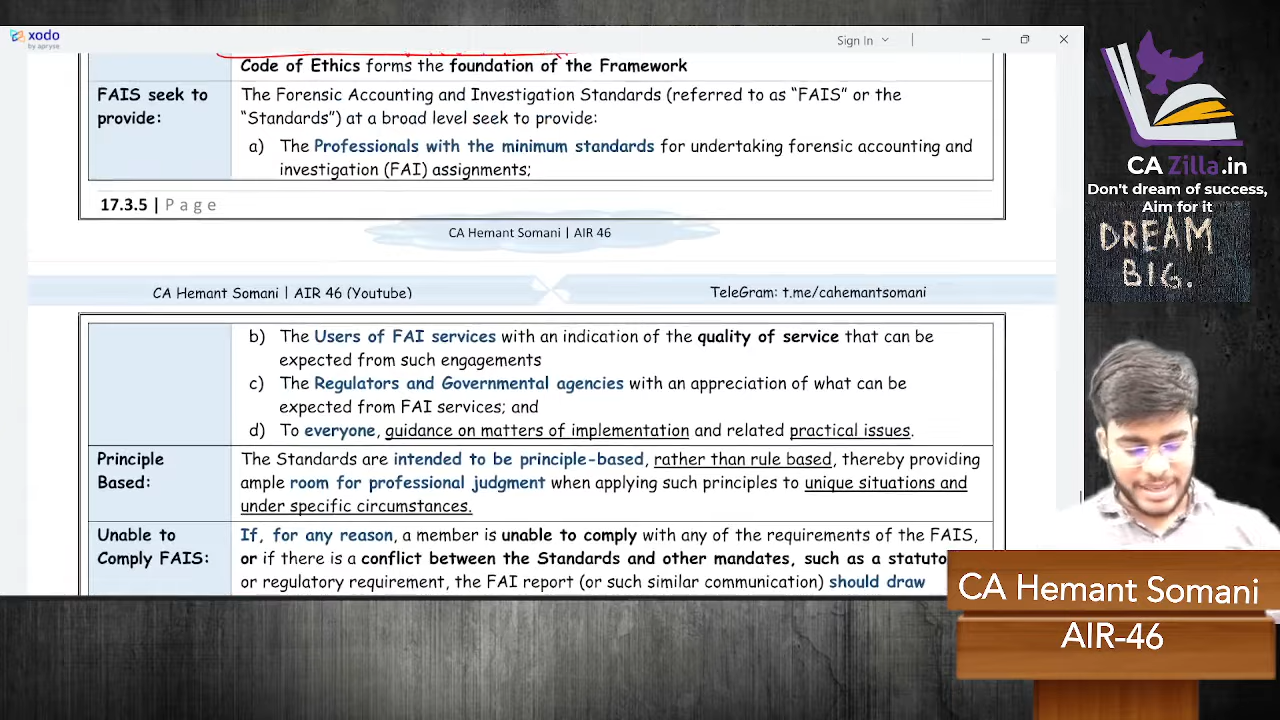 xodo
by apryse
Sign In
Code of Ethics forms the foundation of the Framework
FAIS seek to provide:
The Forensic Accounting and Investigation Standards (referred to as “FAIS” or the
“Standards”) at a broad level seek to provide:
a) The Professionals with the minimum standards for undertaking forensic accounting and
investigation (FAI) assignments;
17.3.5 | Page
CA Hemant Somani | AIR 46
CA Hemant Somani | AIR 46 (Youtube)
TeleGram: t.me/cahemantsomani
b) The Users of FAI services with an indication of the quality of service that can be
expected from such engagements
c) The Regulators and Governmental agencies with an appreciation of what can be
expected from FAI services; and
d) To everyone, guidance on matters of implementation and related practical issues.
Principle
Based:
The Standards are intended to be principle-based, rather than rule based, thereby providing
ample room for professional judgment when applying such principles to unique situations and
under specific circumstances.
Unable to
Comply FAIS:
If, for any reason, a member is unable to comply with any of the requirements of the FAIS,
or if there is a conflict between the Standards and other mandates, such as a
or regulatory requirement, the FAI report (or such similar communication) should draw
CA Zilla.in
Don't dream of success,
Aim for it
DREAM
BIG.
CA Hemant Somani
AIR-46